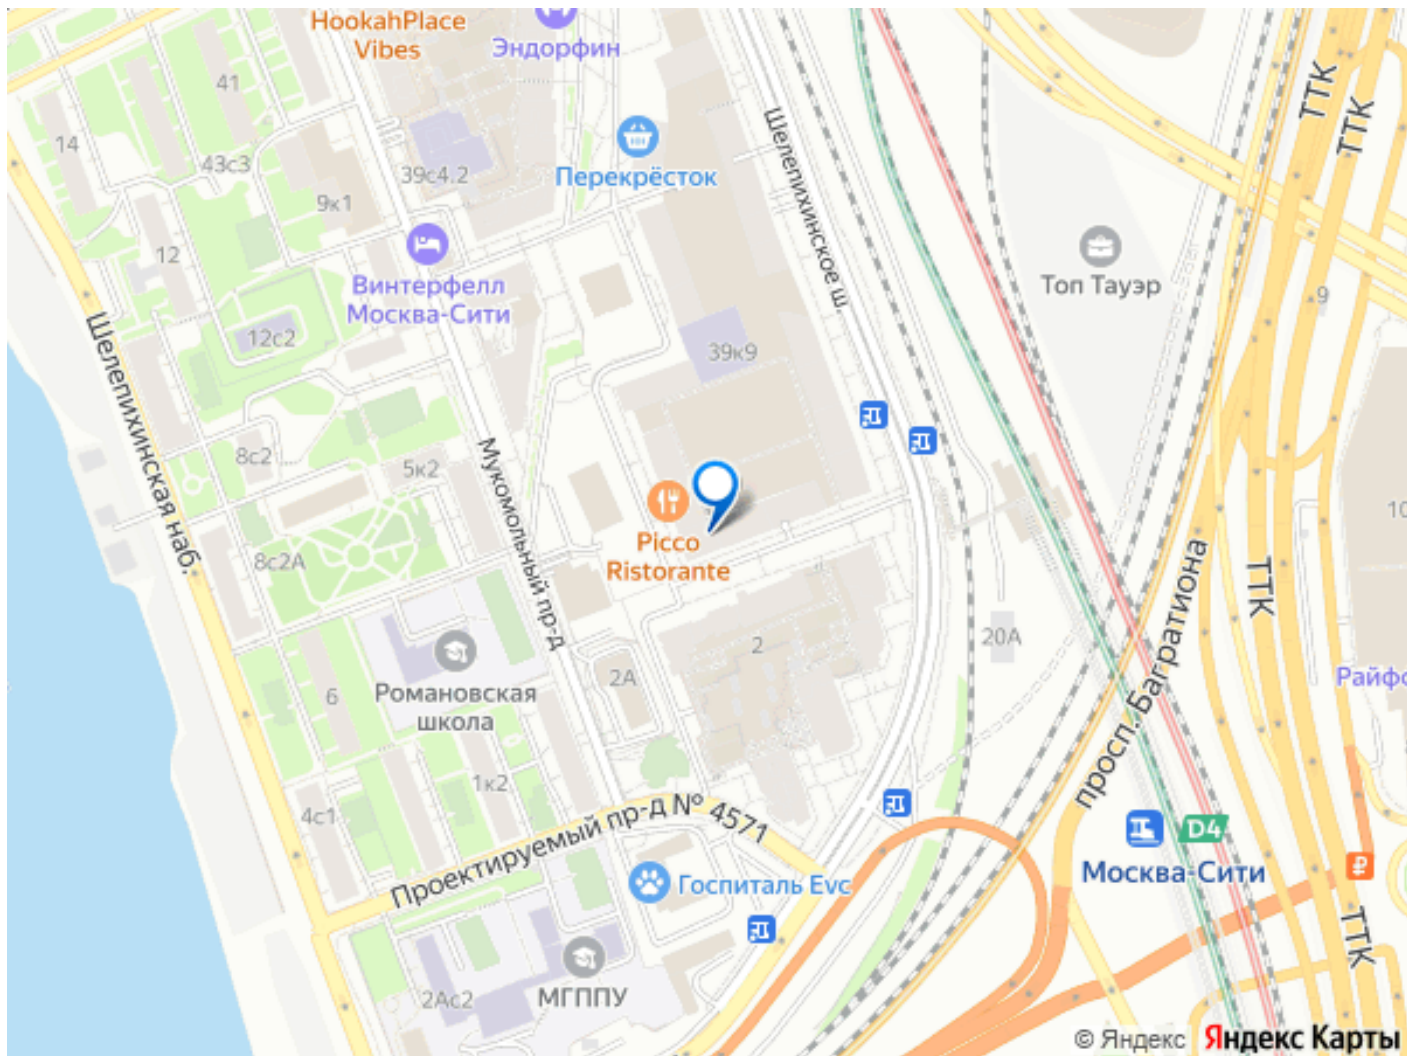 HookahPlace
Vibes
Эндорфин
41
14
43с3
39с4.2
9к1
12
Перекрёсток
Шелепихинское ш.
ТТК
ТТК
Топ Тауэр
9
Винтерфелл
Москва-Сити
12с2
39к9
Шелепихинская наб.
8с2
5к2
Мукомольный пр-д
8с2А
Picco
Ristorante
10
ТТК
просп. Багратиона
20А
2
2А
6
Романовская
школа
Райфо
1к2
4с1
Проектируемый пр-д № 4571
D4
Москва-Сити
₽
Госпиталь Evc
ТТК
2Ас2
МГППУ
© Яндекс Яндекс Карты